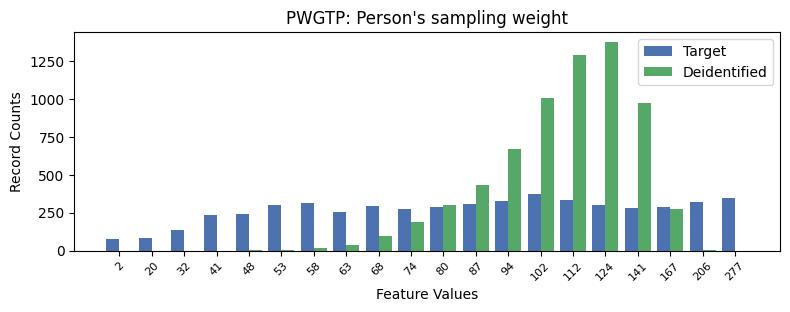 PWGTP: Person's sampling weight
Target
Deidentified
Record Counts
1250
1000
750
500
250
0
2 20 32 41 48 53 58 63 68 74 80 87 94 102 112 124 141 167 206 277
Feature Values